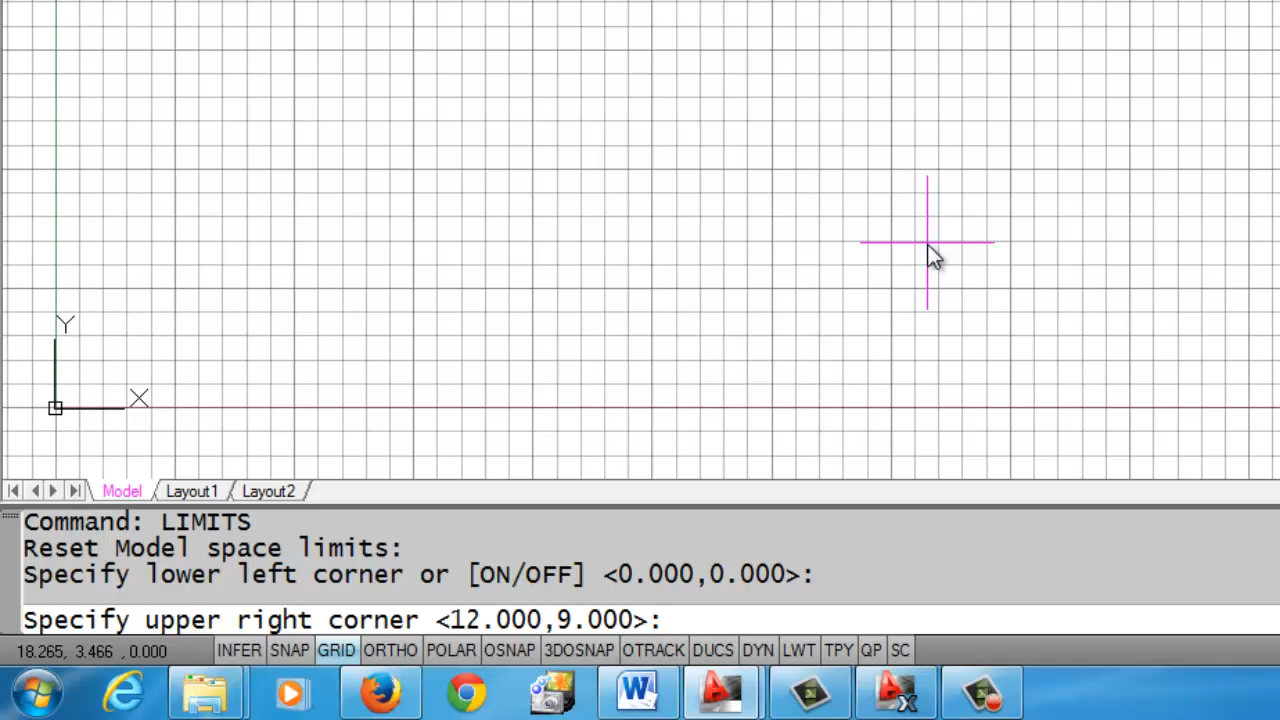 Y
X
Model Layout1 Layout2
Command: LIMITS
Reset Model space limits:
Specify lower left corner or [ON/OFF] <0.000,0.000>:
Specify upper right corner <12.000,9.000>:
18.265, 3.466 , 0.000 INFER SNAP GRID ORTHO POLAR OSNAP 3DOSNAP OTRACK DUCS DYN LWT TPY QP SC